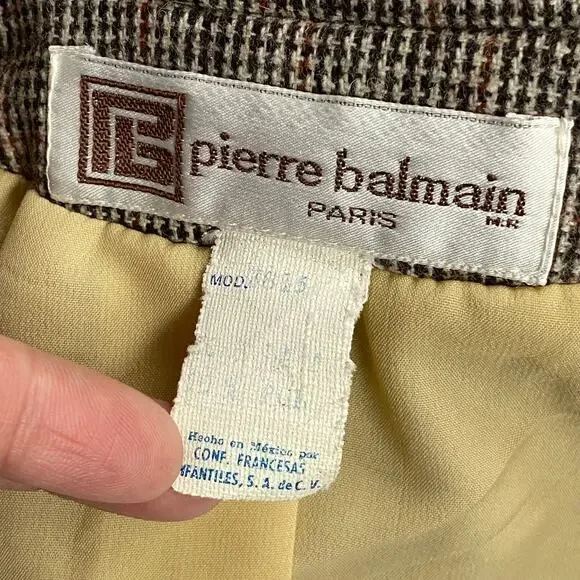 pierre balmain
PARIS
M.R
MOD.
Hecho en México por
CONF. FRANCESAS
INFANTILES, S.A. de C.V.